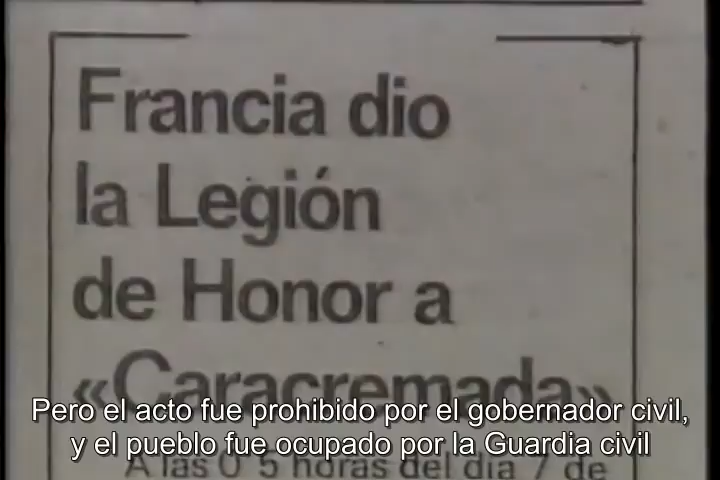 Francia dio
la Legión
de Honor a
«Caracremada»
Pero el acto fue prohibido por el gobernador civil,
y el pueblo fue ocupado por la Guardia civil
A las 0'5 horas del día 7 de